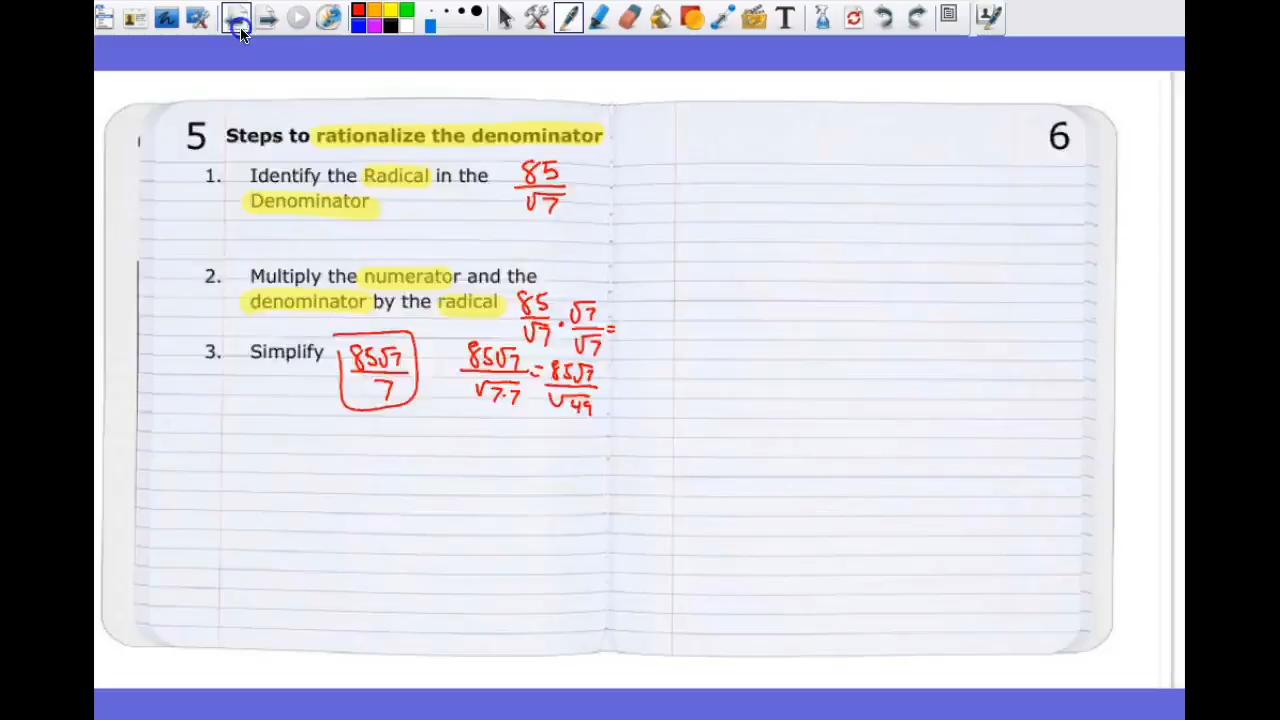 5 Steps to rationalize the denominator 6
1. Identify the Radical in the
Denominator
85/√7
2. Multiply the numerator and the
denominator by the radical
85/√7 · √7/√7 =
3. Simplify
85√7/√7·7 = 85√7/√49
85√7/7